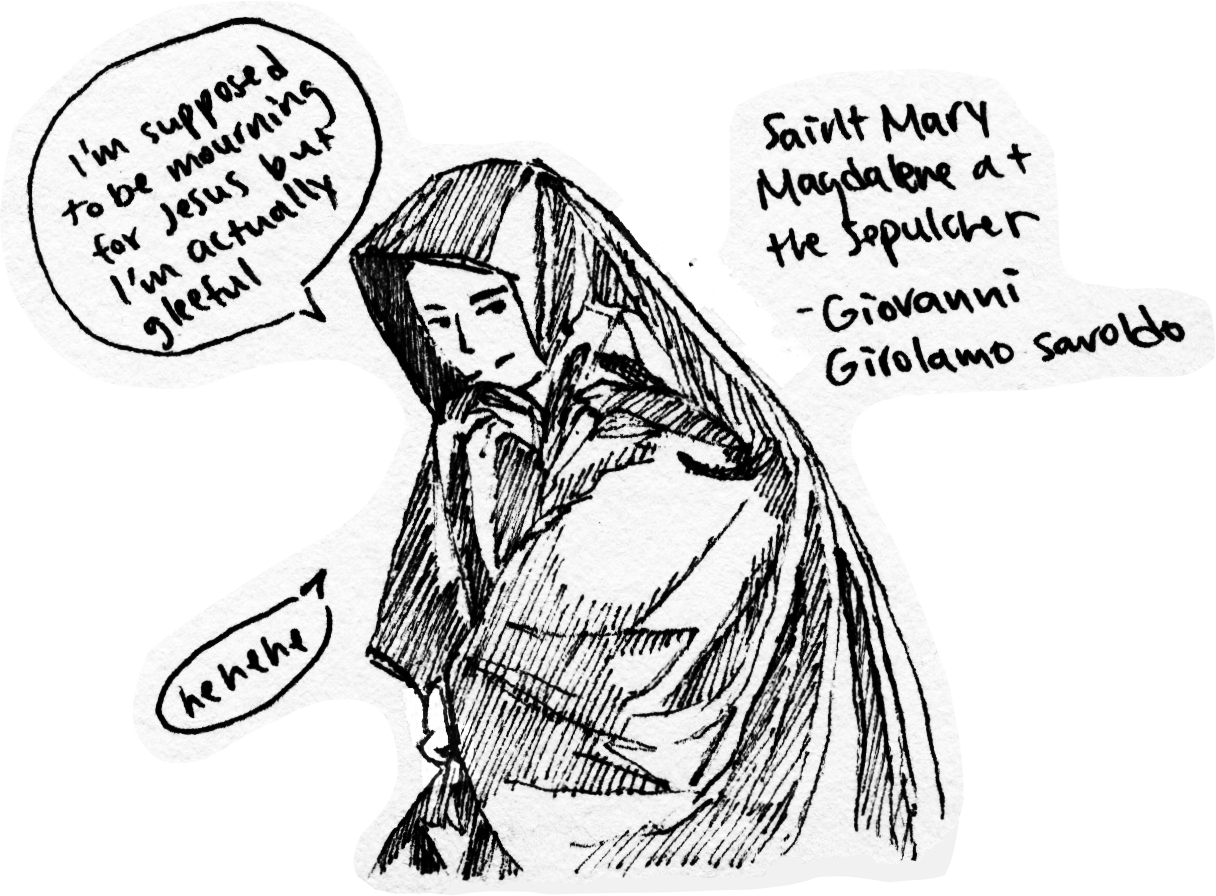 I'm supposed
to be mourning
for Jesus but
I'm actually
gleeful
hehehe
Saint Mary
Magdalene at
the Sepulcher
-Giovanni
Girolamo Savoldo